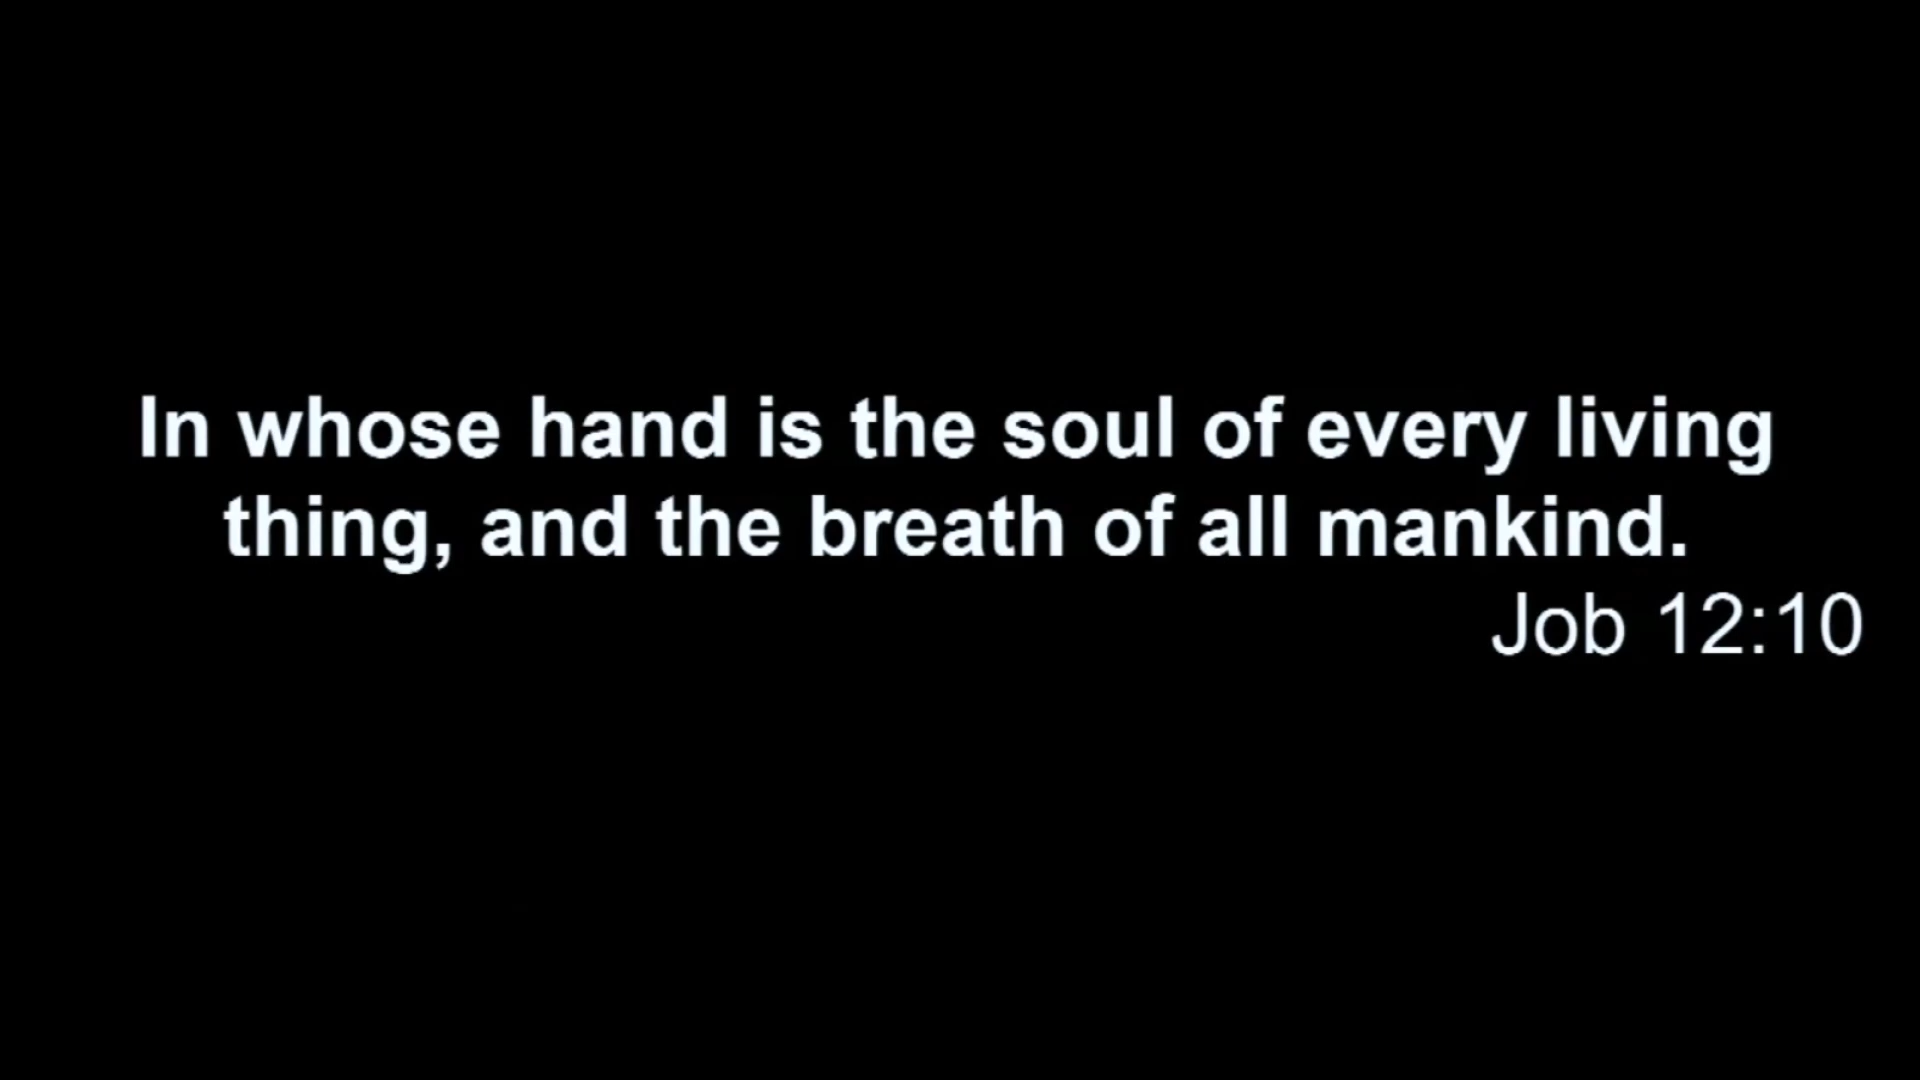 In whose hand is the soul of every living
thing, and the breath of all mankind.
Job 12:10